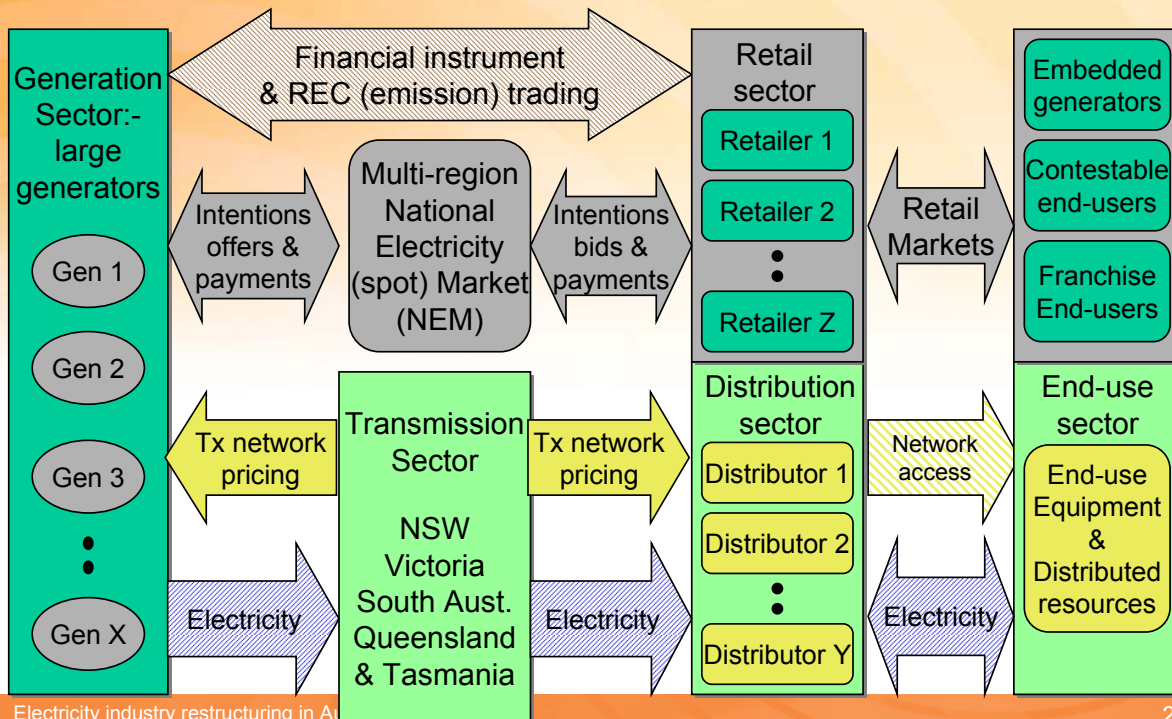 Generation
Sector:-
large
generators
Gen 1
Gen 2
Gen 3
Gen X
Financial instrument
& REC (emission) trading
Intentions
offers &
payments
Multi-region
National
Electricity
(spot) Market
(NEM)
Intentions
bids &
payments
Retail
sector
Retailer 1
Retailer 2
Retailer Z
Retail
Markets
Embedded
generators
Contestable
end-users
Franchise
End-users
Tx network
pricing
Transmission
Sector
NSW
Victoria
South Aust.
Queensland
& Tasmania
Tx network
pricing
Distribution
sector
Distributor 1
Distributor 2
Distributor Y
Network
access
End-use
sector
End-use
Equipment
&
Distributed
resources
Electricity
Electricity
Electricity
Electricity industry restructuring in
2